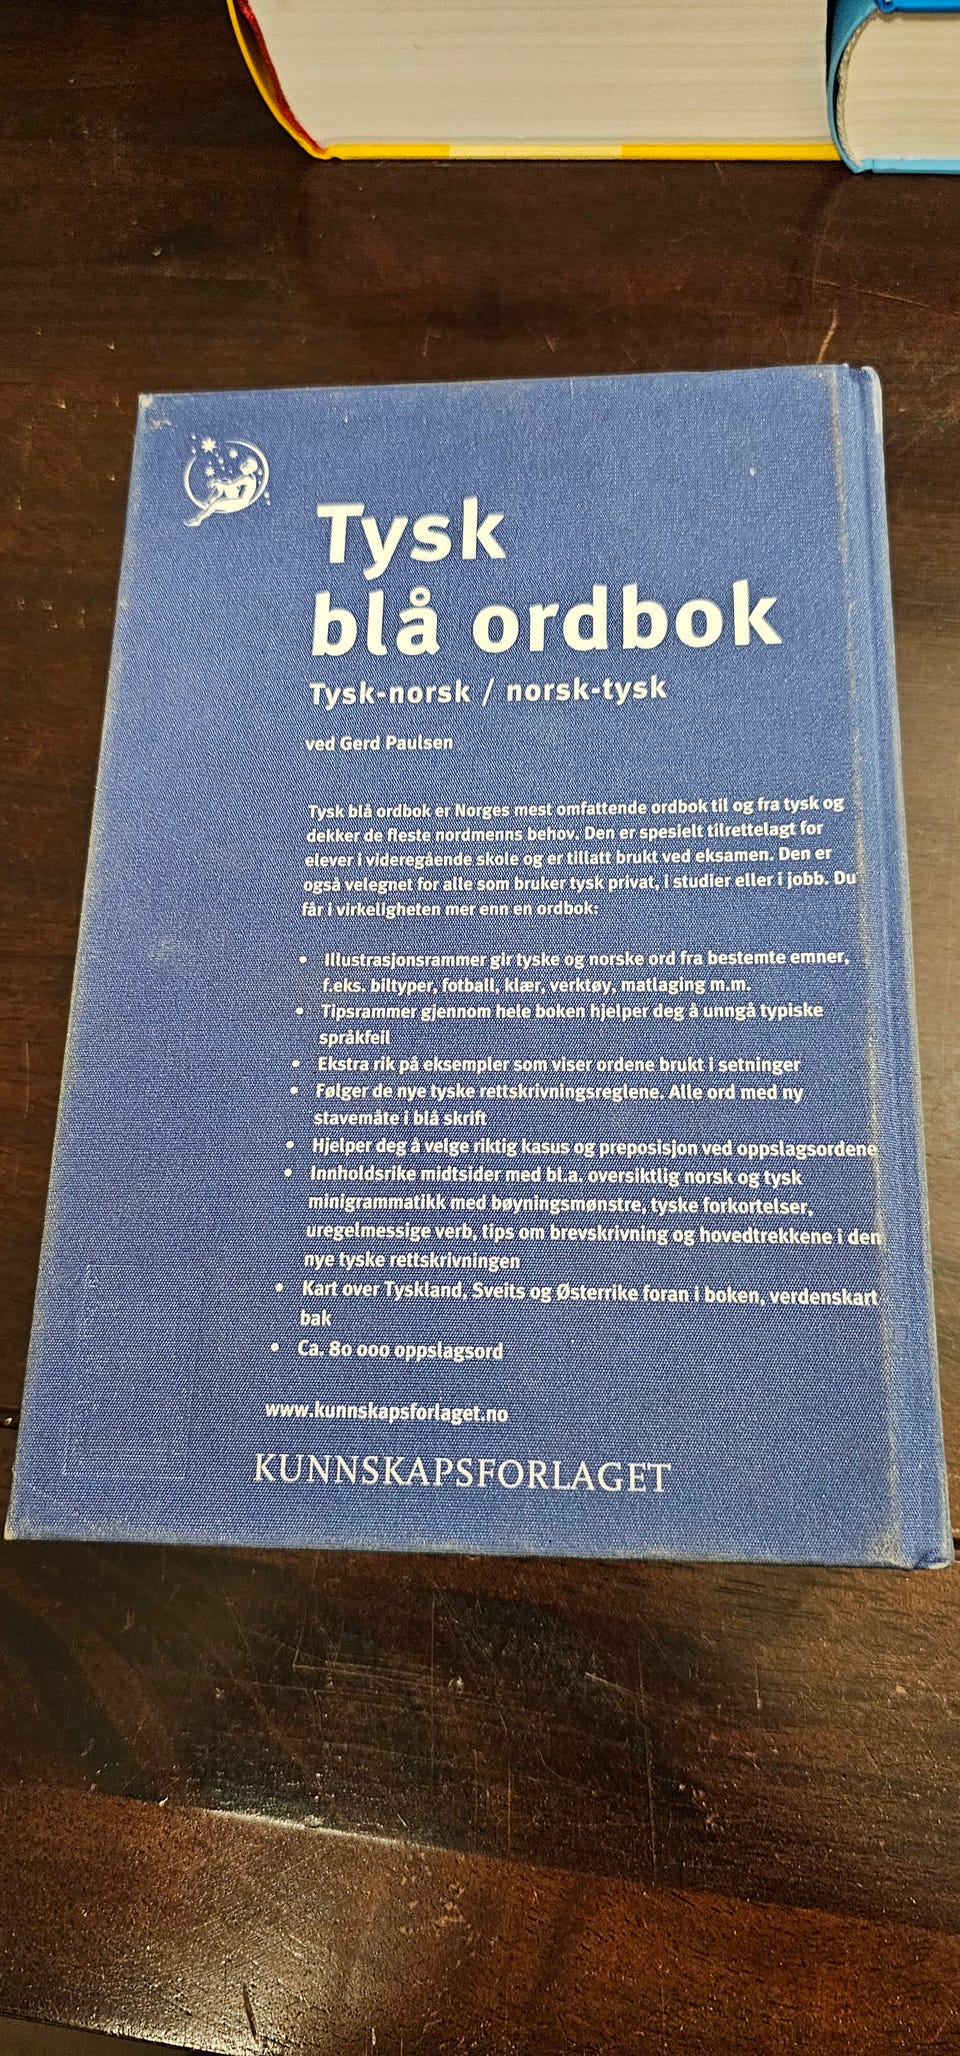 Tysk
blå ordbok
Tysk-norsk / norsk-tysk
ved Gerd Paulsen
Tysk blå ordbok er Norges mest omfattende ordbok til og fra tysk og
dekker de fleste nordmenns behov. Den er spesielt tilrettelagt for
elever i videregående skole og er tillatt brukt ved eksamen. Den er
også velegnet for alle som bruker tysk privat, i studier eller i jobb. Du
får i virkeligheten mer enn en ordbok:
• Illustrasjonsrammer gir tyske og norske ord fra bestemte emner,
f.eks. biltyper, fotball, klær, verktøy, matlaging m.m.
• Tipsrammer gjennom hele boken hjelper deg å unngå typiske
språkfeil
• Ekstra rik på eksempler som viser ordene brukt i setninger
• Følger de nye tyske rettskrivningsreglene. Alle ord med ny
stavemåte i blå skrift
• Hjelper deg å velge riktig kasus og preposisjon ved oppslagsordene
• Innholdsrike midtsider med bl.a. oversiktlig norsk og tysk
minigrammatikk med bøyningsmønstre, tyske forkortelser,
uregelmessige verb, tips om brevskrivning og hovedtrekkene i den
nye tyske rettskrivningen
• Kart over Tyskland, Sveits og Østerrike foran i boken, verdenskart
bak
• Ca. 80 000 oppslagsord
www.kunnskapsforlaget.no
KUNNSKAPSFORLAGET